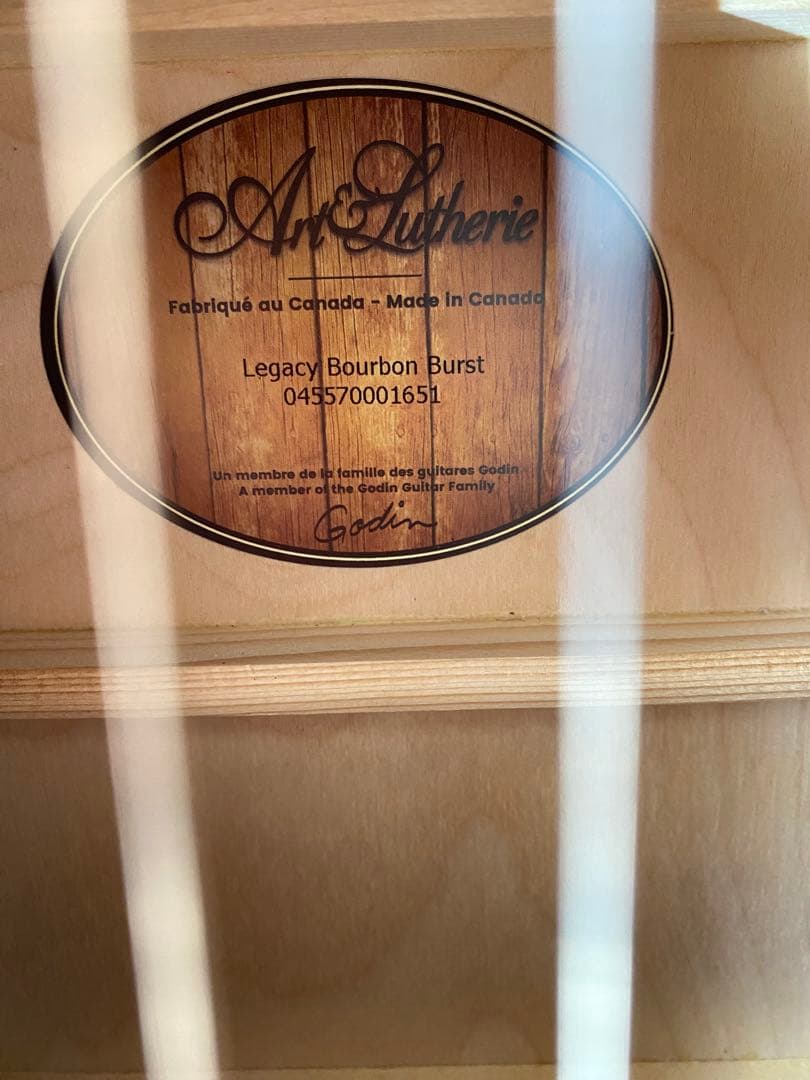 Art & Lutherie
Fabriqué au Canada - Made in Canada
Legacy Bourbon Burst
045570001651
Un membre de la famille des guitares Godin
A member of the Godin Guitar Family
Godin